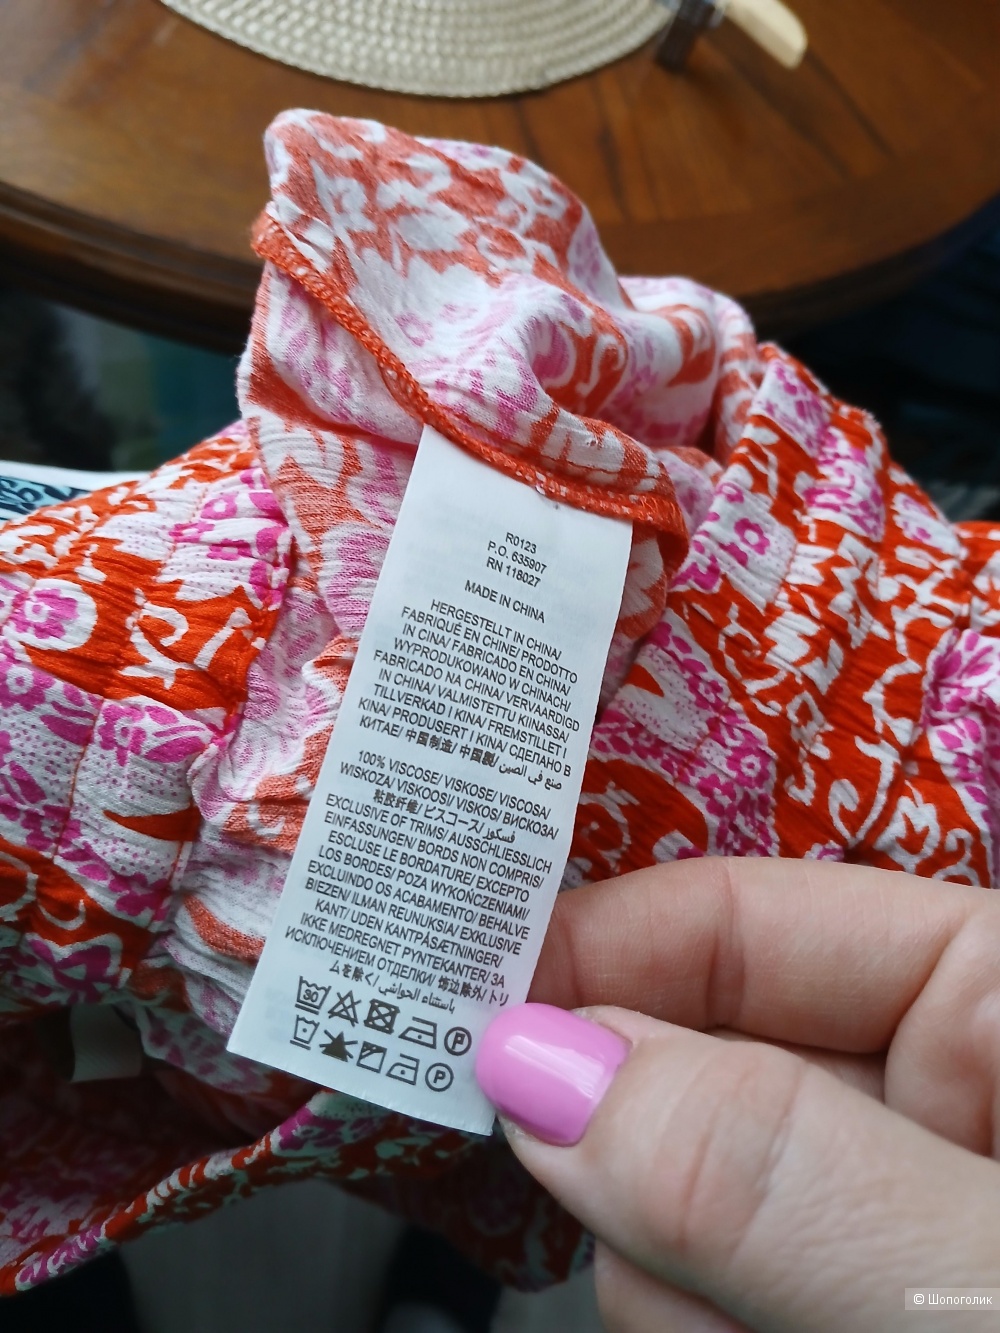 R0123
P.O. 635907
RN 118027
MADE IN CHINA
HERGESTELLT IN CHINA/
FABRIQUÉ EN CHINE/ PRODOTTO
IN CINA/ FABRICADO EN CHINA/
WYPRODUKOWANO W CHINACH/
FABRICADO NA CHINA/ VERVAARDIGD
IN CHINA/ VALMISTETTU KIINASSA/
TILLVERKAD I KINA/ FREMSTILLET I
KINA/ PRODUSERT I KINA/ СДЕЛАНО В
КИТАЕ/ 中国制造/ 中国製/ صنع في الصين
100% VISCOSE/ VISKOSE/ VISCOSA/
WISKOZA/ VISKOOSI/ VISKOS/ ВИСКОЗА/
粘胶纤维/ ビスコース/ فسكوز
EXCLUSIVE OF TRIMS/ AUSSCHLIESSLICH
EINFASSUNGEN/ BORDS NON COMPRIS/
ESCLUSE LE BORDATURE/ EXCEPTO
LOS BORDES/ POZA WYKOŃCZENIAMI/
EXCLUINDO OS ACABAMENTO/ BEHALVE
BIEZEN/ ILMAN REUNUKSIA/ EXKLUSIVE
KANT/ UDEN KANTPÅSÆTNINGER/
IKKE MEDREGNET PYNTEKANTER/ ЗА
ИСКЛЮЧЕНИЕМ ОТДЕЛКИ/ 饰边除外/ トリ
ムを除く/ باستثناء الحواشي
30
P
P
© Шопоголик